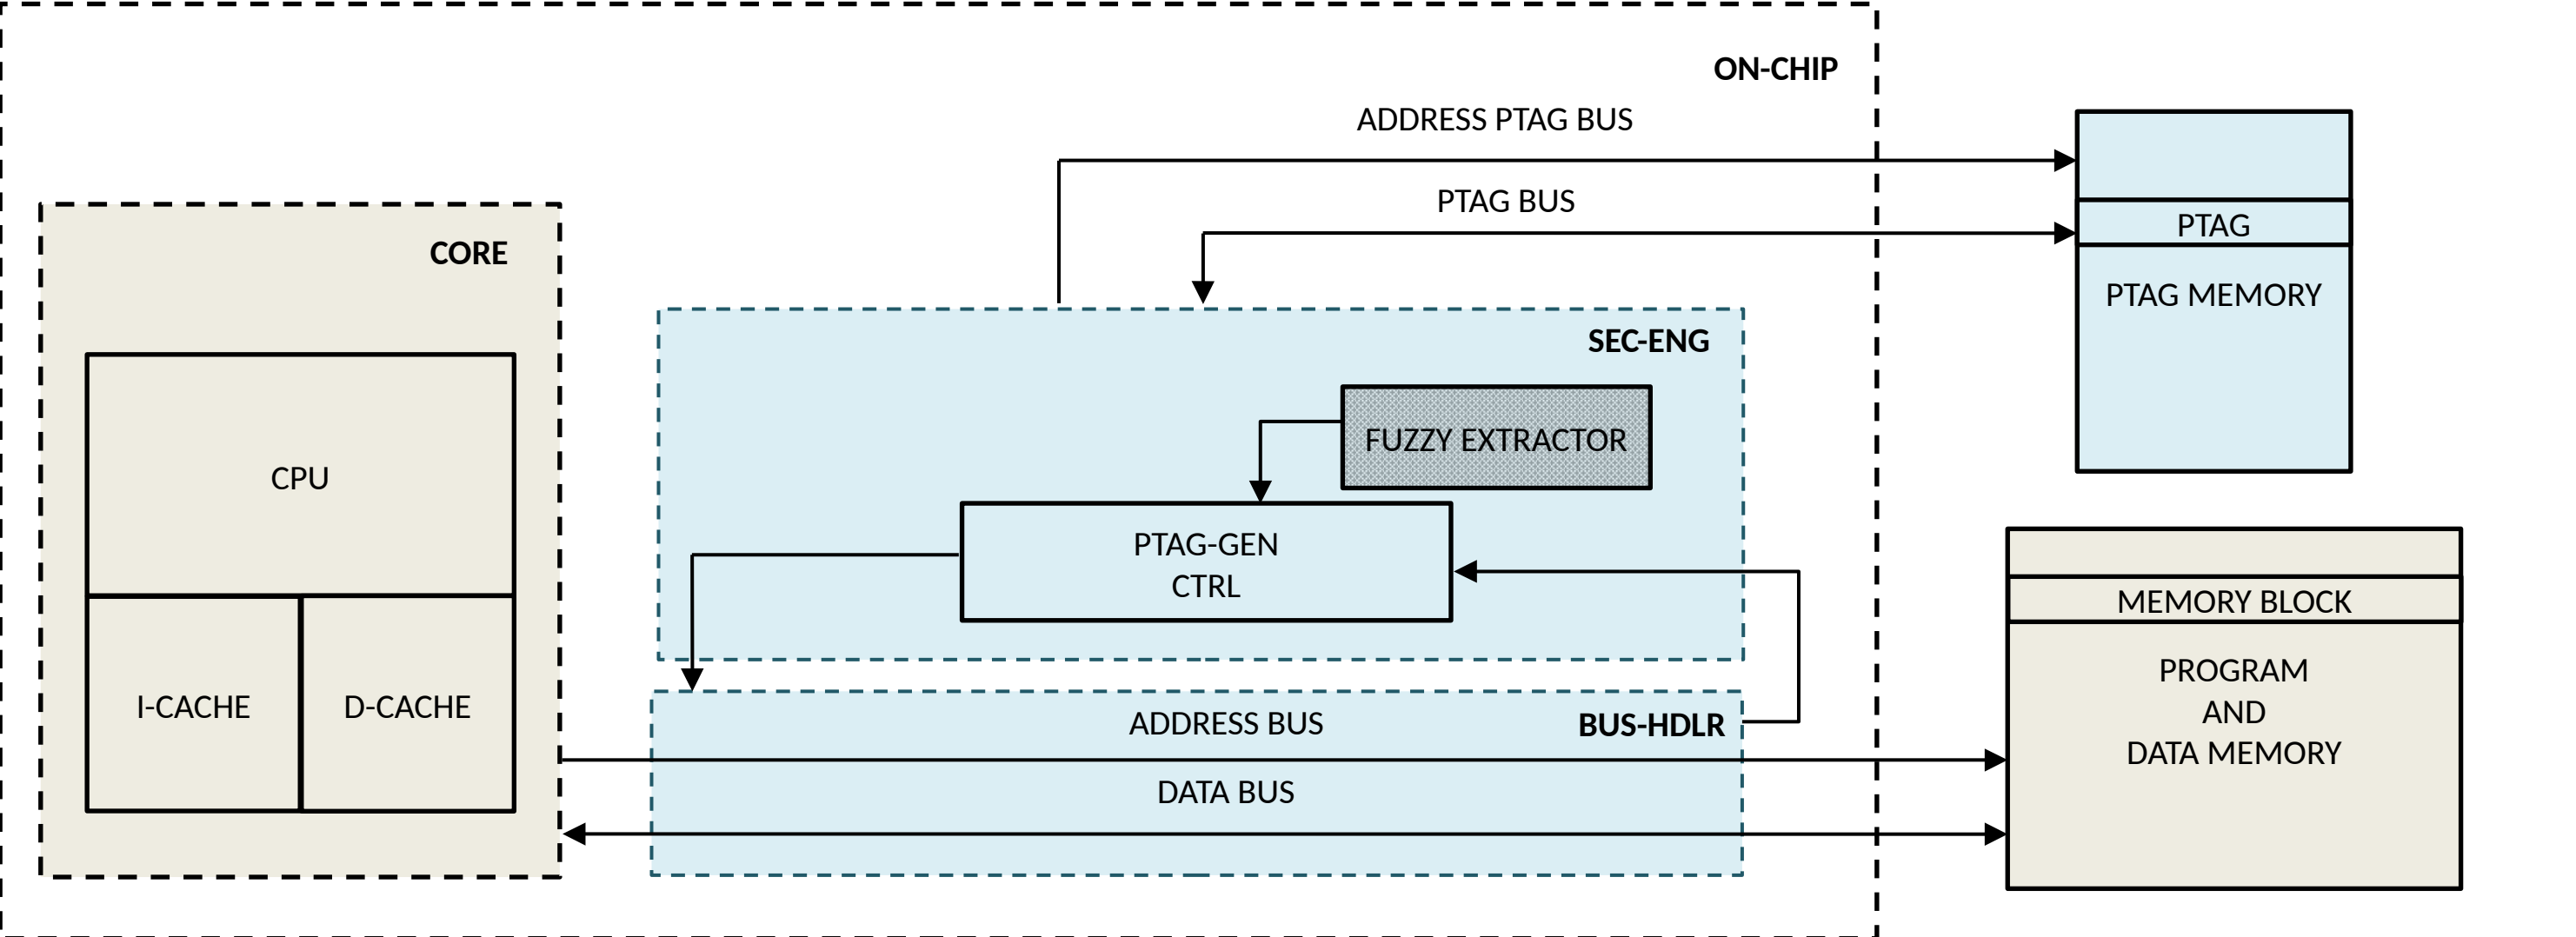 ON-CHIP
ADDRESS PTAG BUS
PTAG BUS
PTAG
PTAG MEMORY
CORE
CPU
I-CACHE
D-CACHE
SEC-ENG
FUZZY EXTRACTOR
PTAG-GEN
CTRL
ADDRESS BUS
BUS-HDLR
DATA BUS
MEMORY BLOCK
PROGRAM
AND
DATA MEMORY